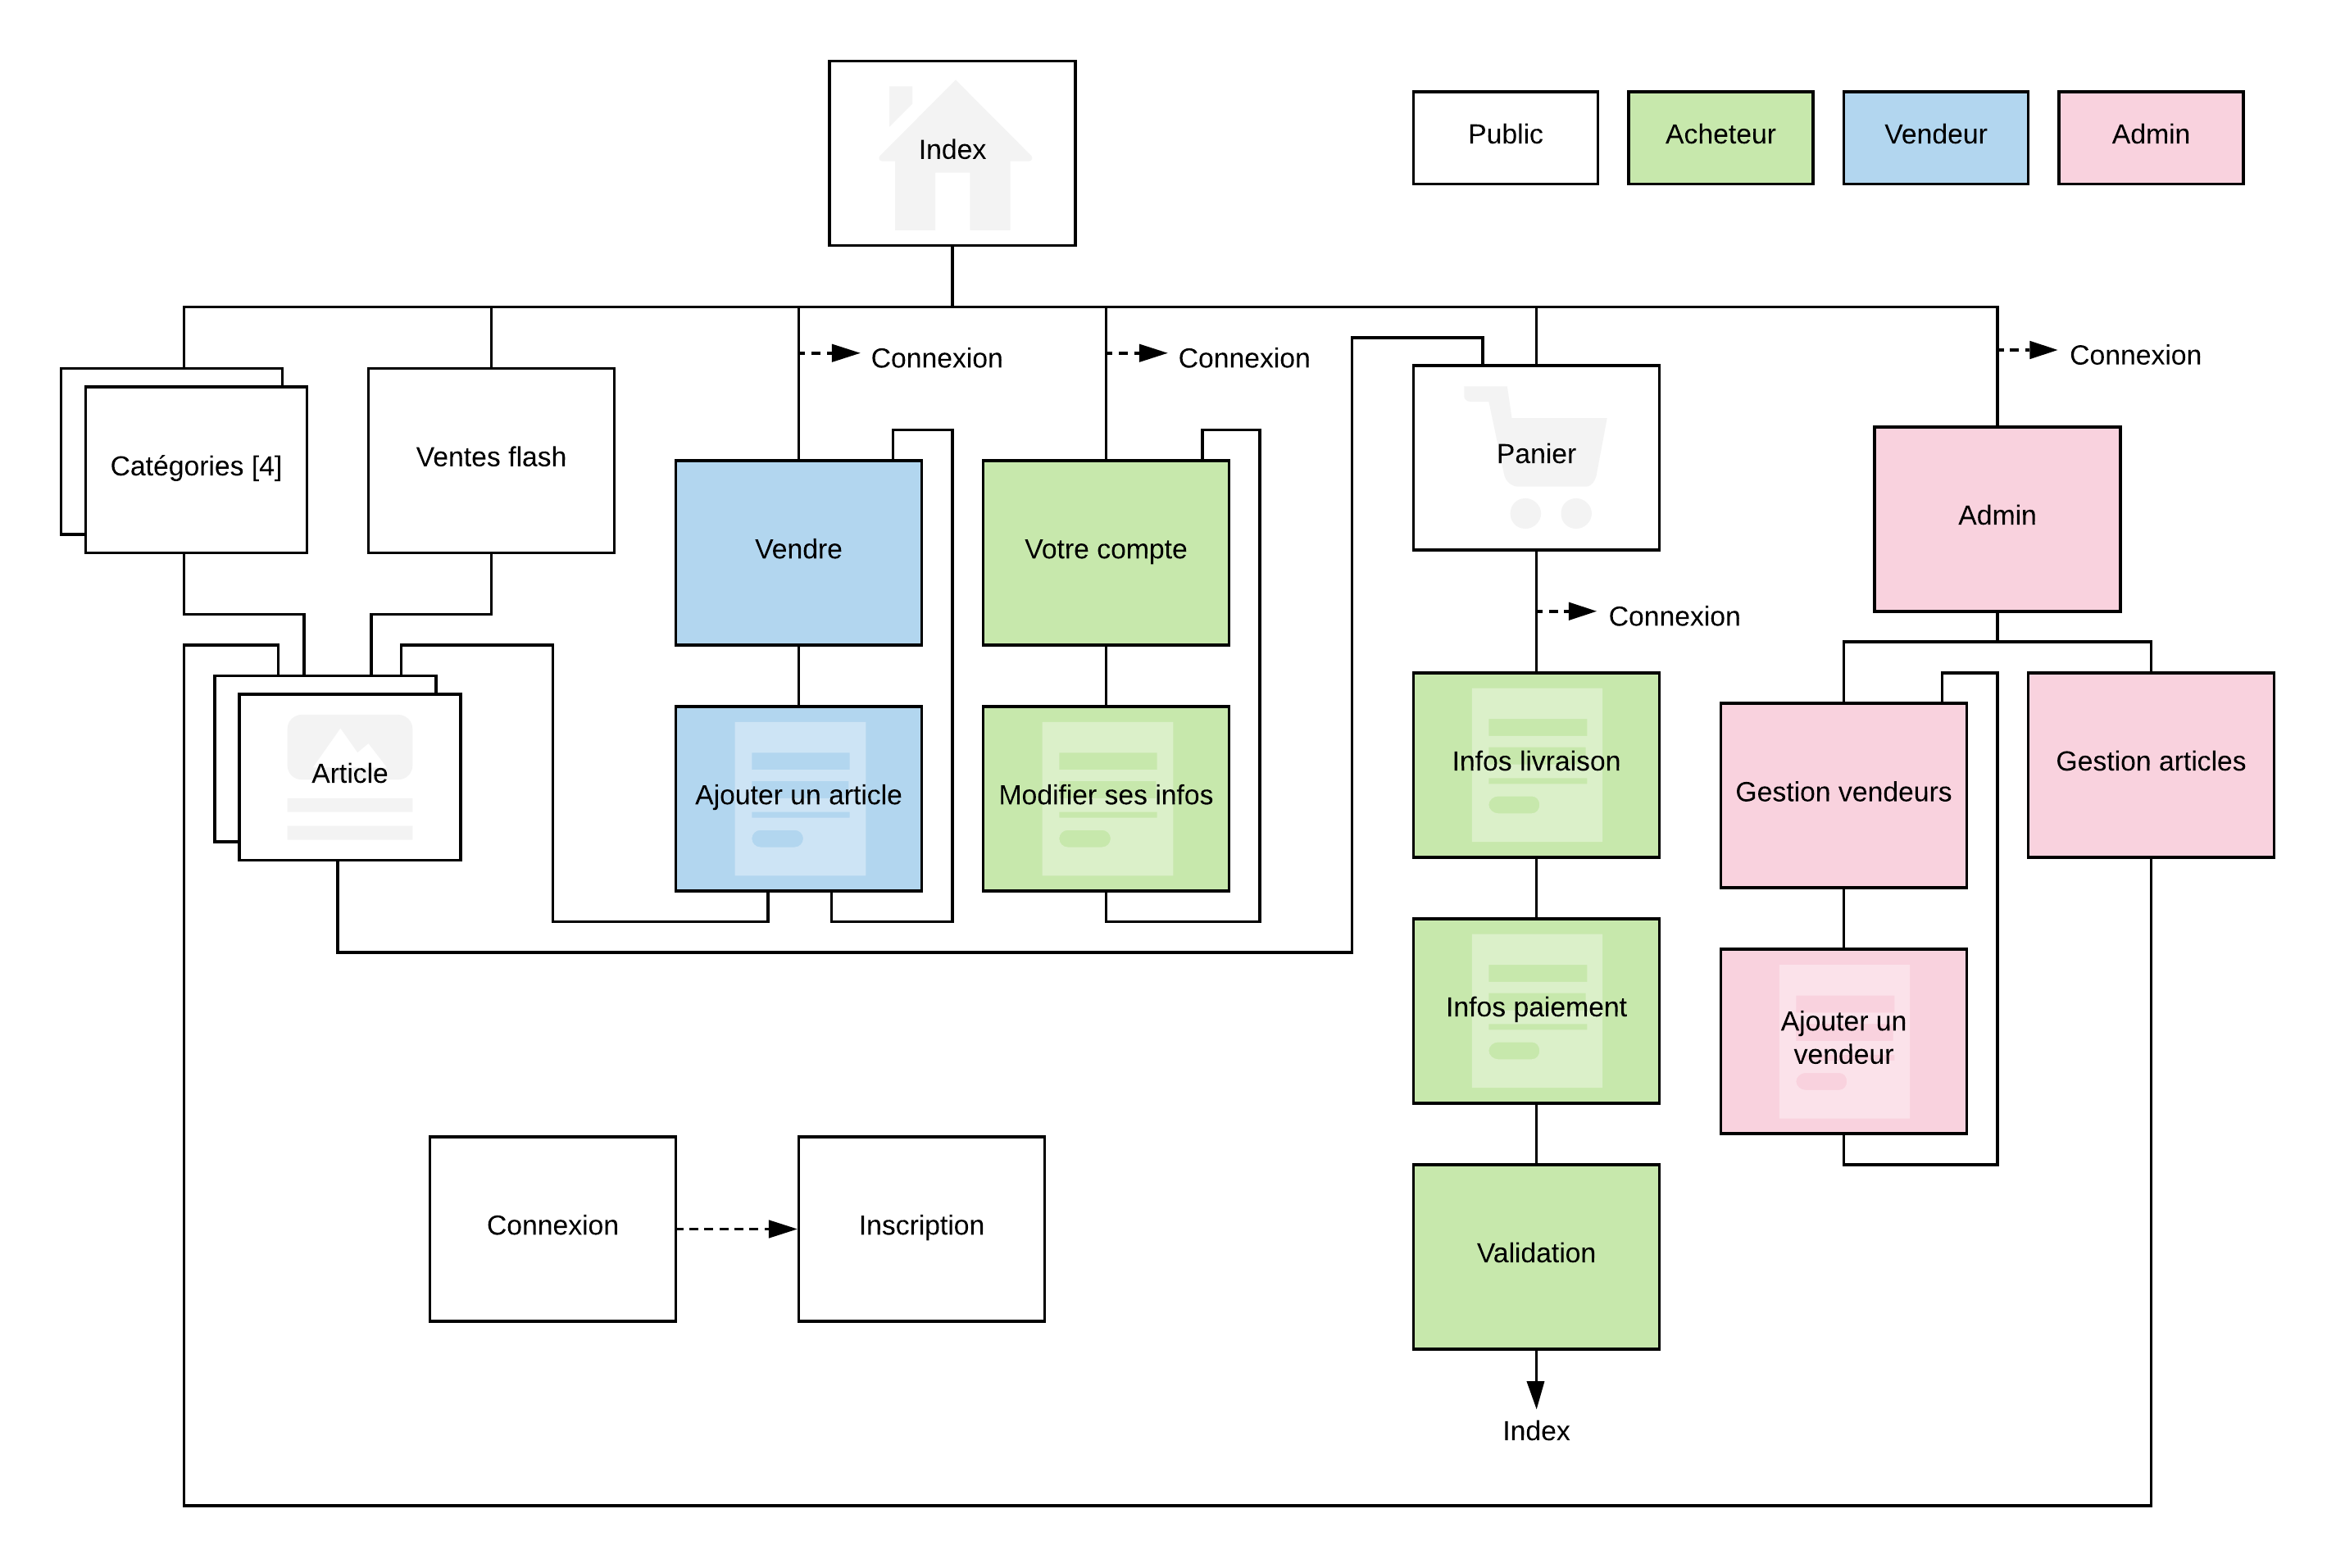 Index
Public
Acheteur
Vendeur
Admin
Connexion
Connexion
Connexion
Catégories [4]
Ventes flash
Vendre
Votre compte
Panier
Admin
Connexion
Article
Ajouter un article
Modifier ses infos
Infos livraison
Gestion vendeurs
Gestion articles
Infos paiement
Ajouter un
vendeur
Connexion
Inscription
Validation
Index